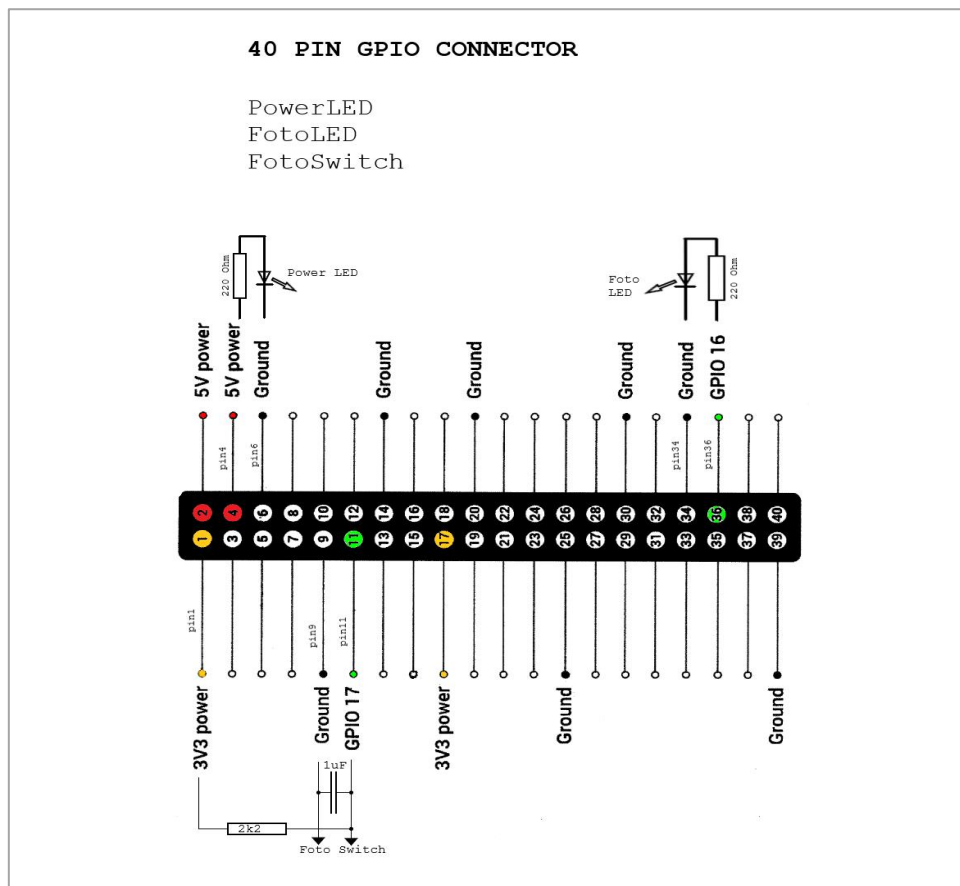 40 PIN GPIO CONNECTOR
PowerLED
FotoLED
FotoSwitch
220 Ohm
Power LED
Foto
LED
220 Ohm
5V power
5V power
Ground
Ground
Ground
Ground
Ground
GPIO 16
pin4
pin6
pin34
pin36
2 4 6 8 10 12 14 16 18 20 22 24 26 28 30 32 34 36 38 40
1 3 5 7 9 11 13 15 17 19 21 23 25 27 29 31 33 35 37 39
pin1
pin9
pin11
3V3 power
Ground
GPIO 17
3V3 power
Ground
Ground
1uF
2k2
Foto Switch